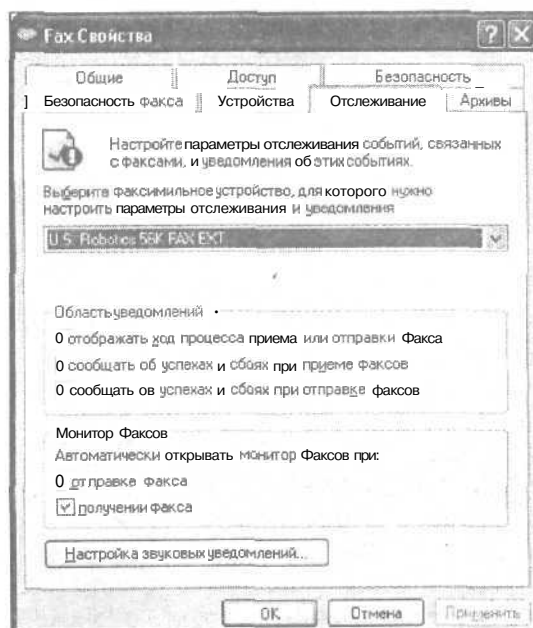 Fax Свойства
Общие Доступ Безопасность
Безопасность факса Устройства Отслеживание Архивы
Настройте параметры отслеживания событий, связанных
с факсами, и уведомления об этих событиях.
Выберите факсимильное устройство, для которого нужно
настроить параметры отслеживания и уведомления
U.S. Robotics 56K FAX EXT
Область уведомлений
0 отображать ход процесса приема или отправки Факса
0 сообщать об успехах и сбоях при приеме факсов
0 сообщать ов успехах и сбоях при отправке факсов
Монитор Факсов
Автоматически открывать монитор Факсов при:
0 отправке факса
получении факса
Настройка звуковых уведомлений...
OK Отмена Применить